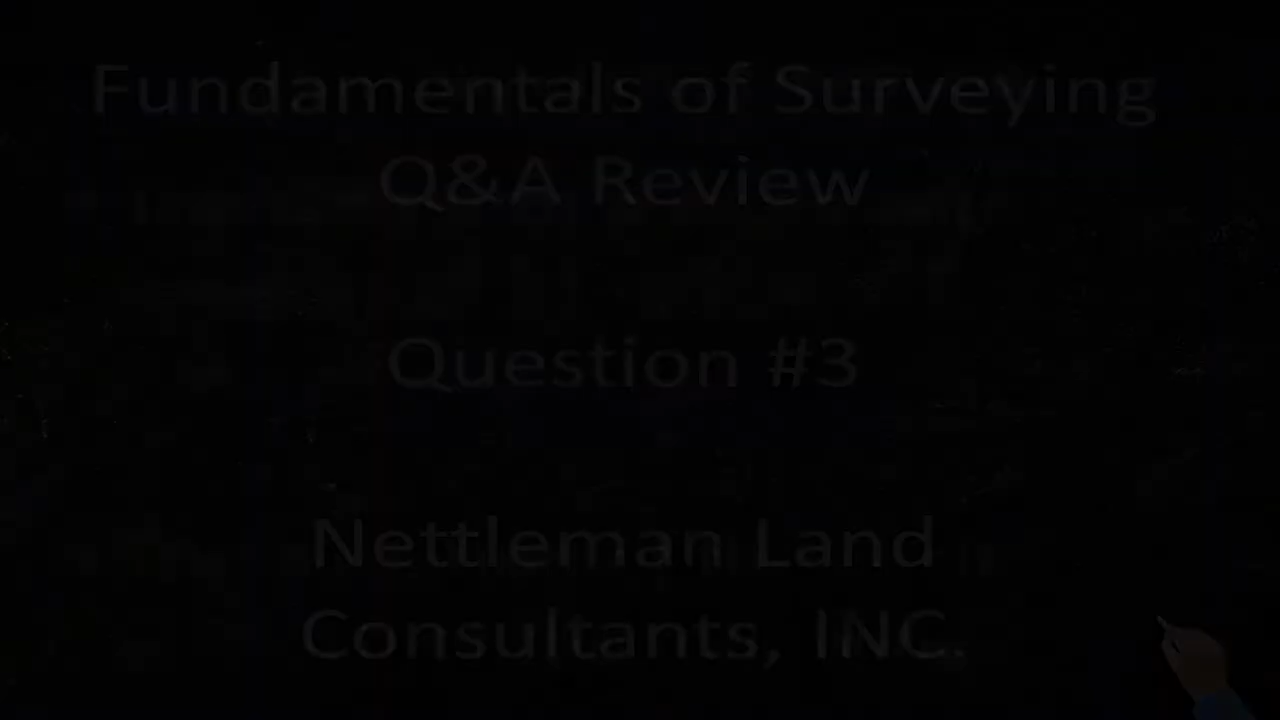 Fundamentals of Surveying
Q&A Review
Question #3
Nettleman Land
Consultants, INC.